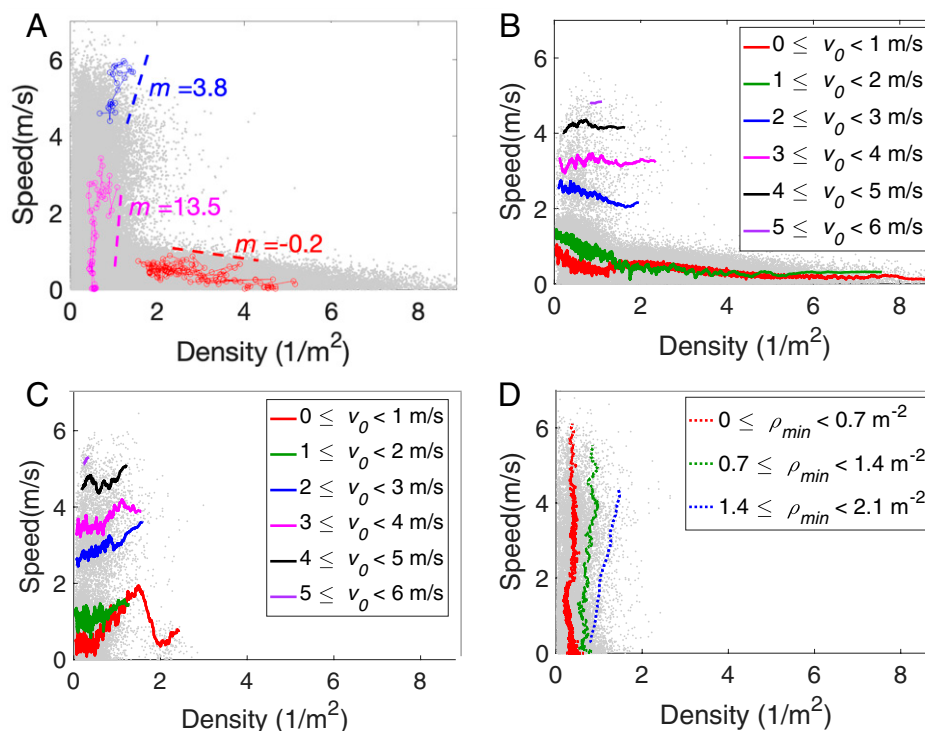 A
6
4
2
0
Speed(m/s)
m =3.8
m =13.5
m =-0.2
0 2 4 6 8
Density (1/m²)
B
6
4
2
0
Speed(m/s)
0 ≤ v₀ < 1 m/s
1 ≤ v₀ < 2 m/s
2 ≤ v₀ < 3 m/s
3 ≤ v₀ < 4 m/s
4 ≤ v₀ < 5 m/s
5 ≤ v₀ < 6 m/s
0 2 4 6 8
Density (1/m²)
C
6
4
2
0
Speed(m/s)
0 ≤ v₀ < 1 m/s
1 ≤ v₀ < 2 m/s
2 ≤ v₀ < 3 m/s
3 ≤ v₀ < 4 m/s
4 ≤ v₀ < 5 m/s
5 ≤ v₀ < 6 m/s
0 2 4 6 8
Density (1/m²)
D
6
4
2
0
Speed(m/s)
0 ≤ ρmin < 0.7 m⁻²
0.7 ≤ ρmin < 1.4 m⁻²
1.4 ≤ ρmin < 2.1 m⁻²
0 2 4 6 8
Density (1/m²)